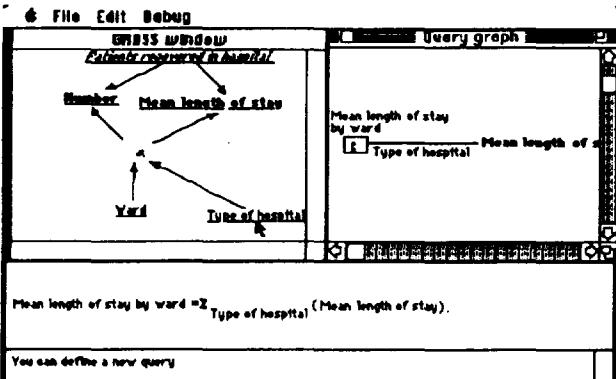 File Edit Debug
GRASS window
Patients recovered in hospital
Number
Mean length of stay
x
Ward
Type of hospital
Query graph
Mean length of stay
by ward
Σ
Type of hospital
Mean length of s
Mean length of stay by ward =Σ Type of hospital (Mean length of stay).
You can define a new query